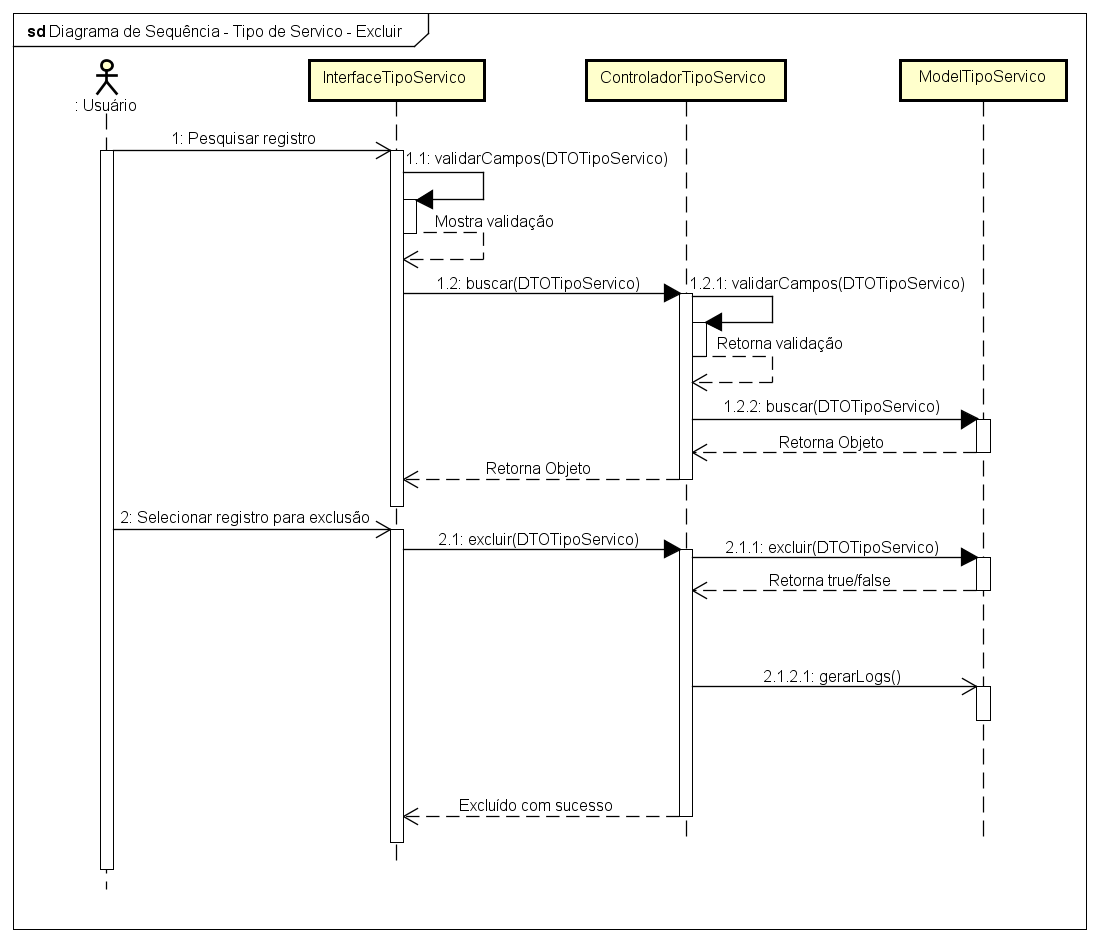 sd Diagrama de Sequência - Tipo de Servico - Excluir
: Usuário
InterfaceTipoServico
ControladorTipoServico
ModelTipoServico
1: Pesquisar registro
1.1: validarCampos(DTOTipoServico)
Mostra validação
1.2: buscar(DTOTipoServico)
1.2.1: validarCampos(DTOTipoServico)
Retorna validação
1.2.2: buscar(DTOTipoServico)
Retorna Objeto
Retorna Objeto
2: Selecionar registro para exclusão
2.1: excluir(DTOTipoServico)
2.1.1: excluir(DTOTipoServico)
Retorna true/false
2.1.2.1: gerarLogs()
Excluído com sucesso